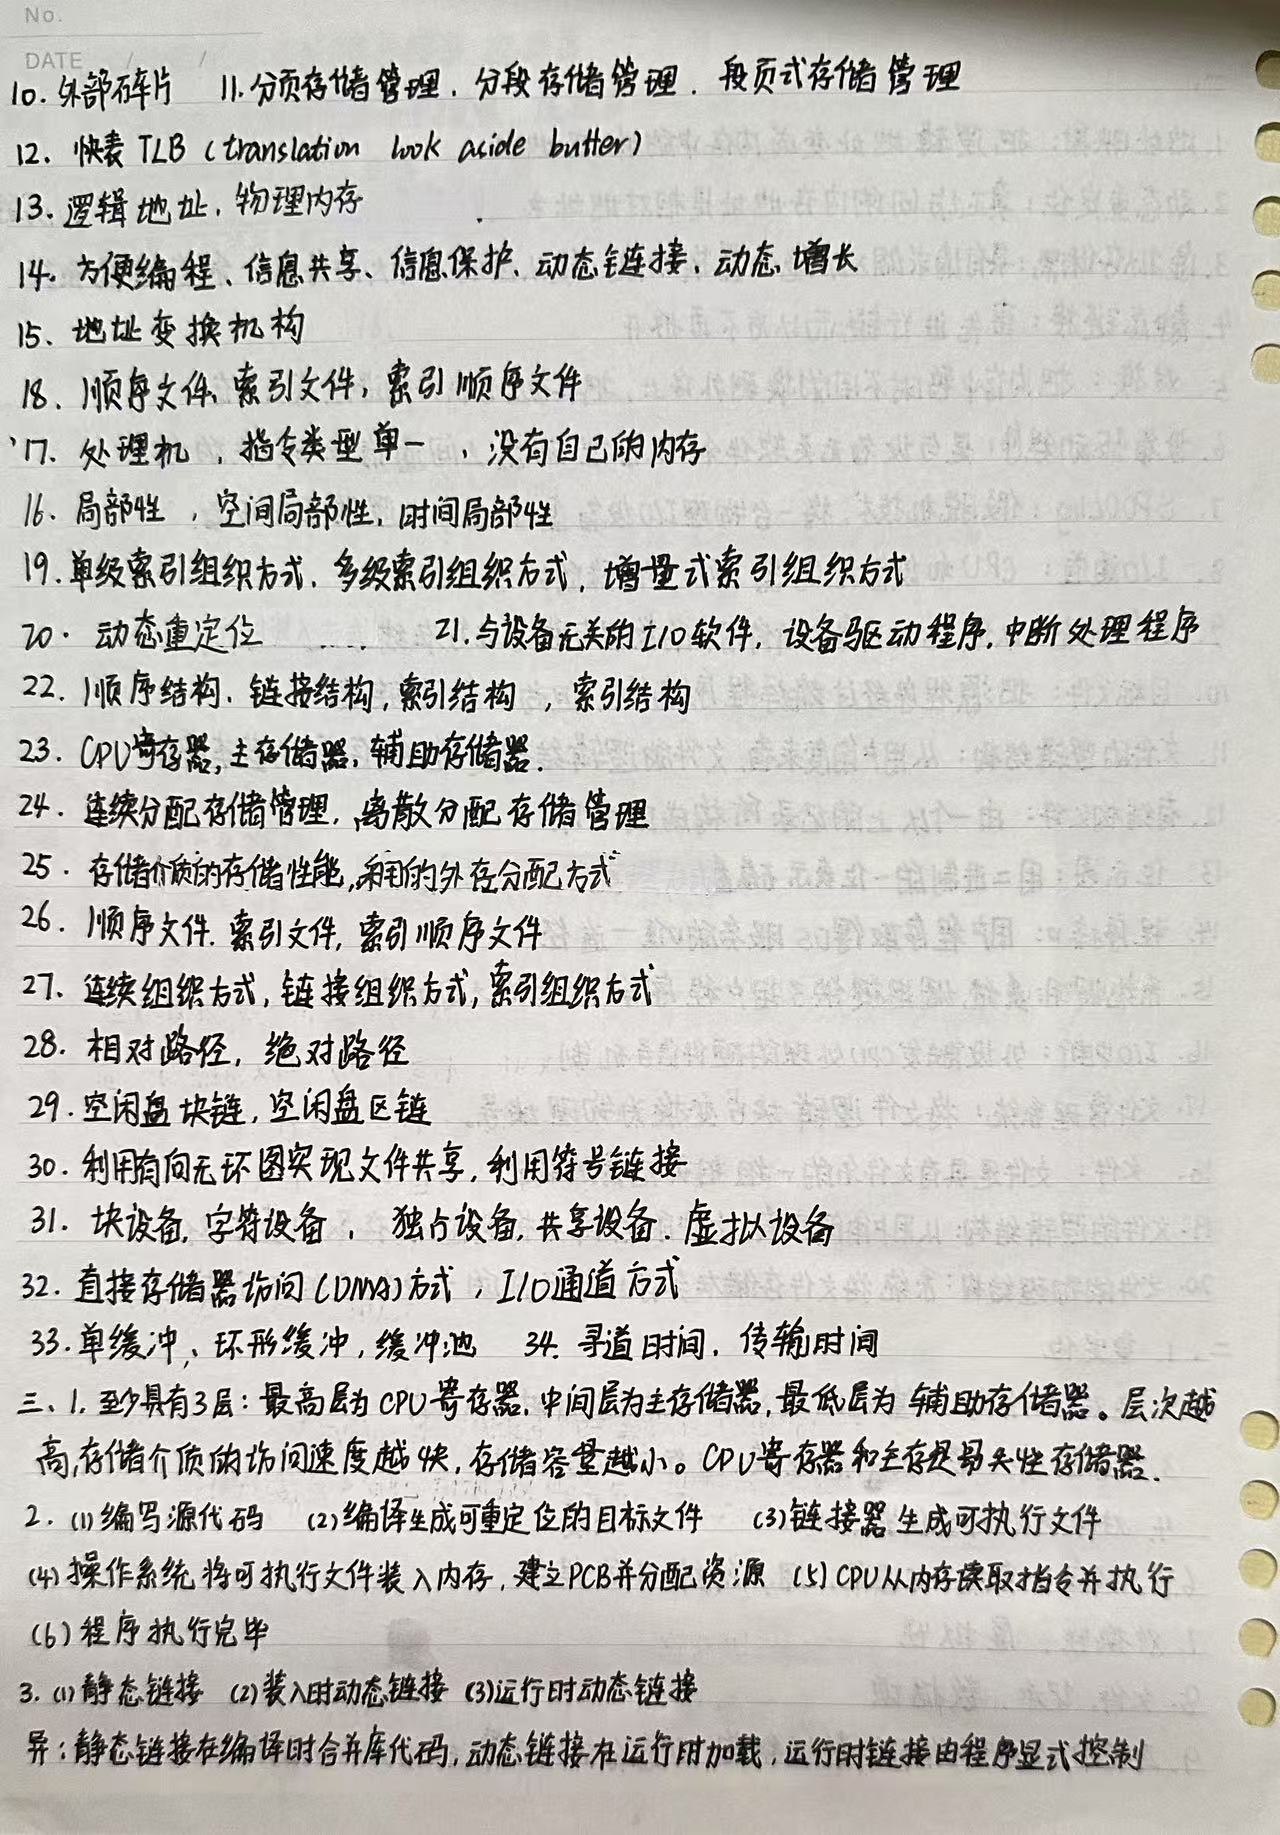 No.
DATE / /
10. 外部碎片 11. 分页存储管理. 分段存储管理. 段页式存储管理
12. 快表 TLB (translation look aside butter)
13. 逻辑地址. 物理内存
14. 方便编程、信息共享、信息保护、动态链接、动态增长
15. 地址变换机构
18. 顺序文件, 索引文件, 索引顺序文件
17. 处理机 , 指令类型单一 , 没有自己的内存
16. 局部性 , 空间局部性, 时间局部性
19. 单级索引组织方式. 多级索引组织方式, 增量式索引组织方式
20. 动态重定位 21. 与设备无关的I/O软件, 设备驱动程序. 中断处理程序
22. 顺序结构. 链接结构, 索引结构 , 索引结构
23. CPU寄存器, 主存储器, 辅助存储器.
24. 连续分配存储管理, 离散分配存储管理
25. 存储介质的存储性能, 采用的外存分配方式
26. 顺序文件. 索引文件, 索引顺序文件
27. 连续组织方式, 链接组织方式, 索引组织方式
28. 相对路径, 绝对路径
29. 空闲盘块链, 空闲盘区链
30. 利用有向无环图实现文件共享, 利用符号链接
31. 块设备, 字符设备 , 独占设备, 共享设备. 虚拟设备
32. 直接存储器访问(DMA)方式 , I/O通道方式
33. 单缓冲、环形缓冲, 缓冲池 34. 寻道时间, 传输时间
三、1. 至少具有3层: 最高层为CPU寄存器, 中间层为主存储器, 最低层为 辅助存储器。层次越
高, 存储介质的访问速度越快, 存储容量越小。CPU寄存器和主存是易失性存储器.
2. (1) 编写源代码 (2) 编译生成可重定位的目标文件 (3) 链接器生成可执行文件
(4) 操作系统将可执行文件装入内存, 建立PCB并分配资源 (5) CPU从内存读取指令并执行
(6) 程序执行完毕
3. (1) 静态链接 (2) 装入时动态链接 (3) 运行时动态链接
异: 静态链接在编译时合并库代码, 动态链接在运行时加载, 运行时链接由程序显式控制